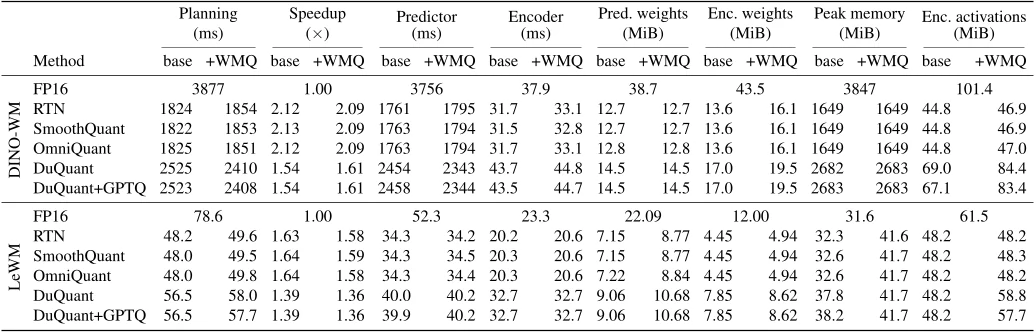 Planning Speedup Predictor Encoder Pred. weights Enc. weights Peak memory Enc. activations
(ms) (×) (ms) (ms) (MiB) (MiB) (MiB) (MiB)
Method base +WMQ base +WMQ base +WMQ base +WMQ base +WMQ base +WMQ base +WMQ base +WMQ
DINO-WM
FP16 3877 1.00 3756 37.9 38.7 43.5 3847 101.4
RTN 1824 1854 2.12 2.09 1761 1795 31.7 33.1 12.7 12.7 13.6 16.1 1649 1649 44.8 46.9
SmoothQuant 1822 1853 2.13 2.09 1763 1794 31.5 32.8 12.7 12.7 13.6 16.1 1649 1649 44.8 46.9
OmniQuant 1825 1851 2.12 2.09 1763 1794 31.7 33.1 12.8 12.8 13.6 16.1 1649 1649 44.8 47.0
DuQuant 2525 2410 1.54 1.61 2454 2343 43.7 44.8 14.5 14.5 17.0 19.5 2682 2683 69.0 84.4
DuQuant+GPTQ 2523 2408 1.54 1.61 2458 2344 43.5 44.7 14.5 14.5 17.0 19.5 2683 2683 67.1 83.4
LeWM
FP16 78.6 1.00 52.3 23.3 22.09 12.00 31.6 61.5
RTN 48.2 49.6 1.63 1.58 34.3 34.2 20.2 20.6 7.15 8.77 4.45 4.94 32.3 41.6 48.2 48.2
SmoothQuant 48.0 49.5 1.64 1.59 34.3 34.5 20.3 20.6 7.15 8.77 4.45 4.94 32.6 41.7 48.2 48.3
OmniQuant 48.0 49.8 1.64 1.58 34.3 34.4 20.3 20.6 7.22 8.84 4.45 4.94 32.6 41.7 48.2 48.2
DuQuant 56.5 58.0 1.39 1.36 40.0 40.2 32.7 32.7 9.06 10.68 7.85 8.62 37.8 41.7 48.2 58.8
DuQuant+GPTQ 56.5 57.7 1.39 1.36 39.9 40.2 32.7 32.7 9.06 10.68 7.85 8.62 38.2 41.7 48.2 57.7